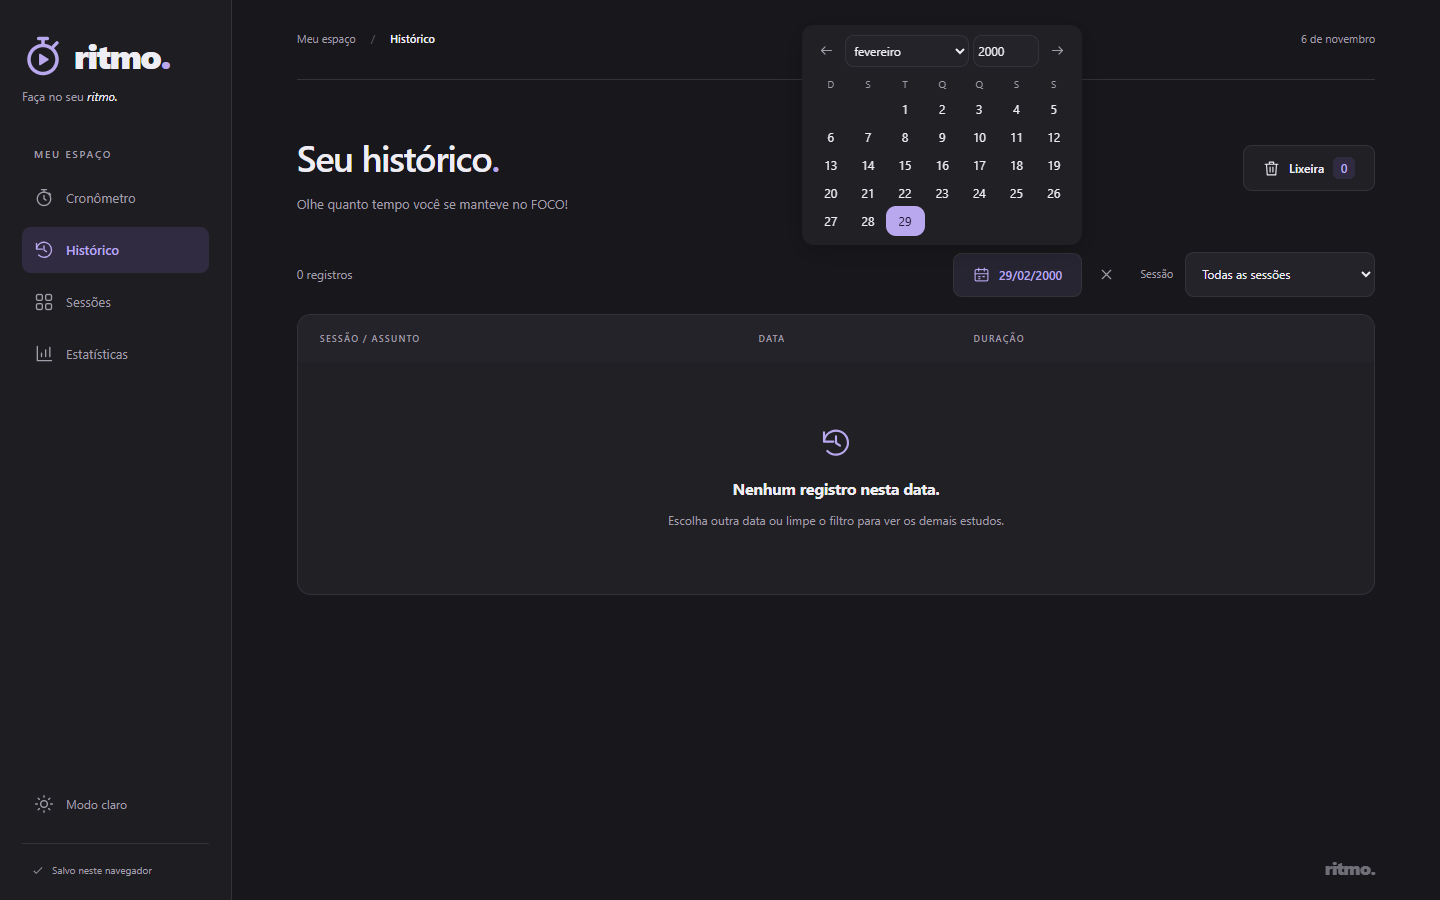 ritmo.
Faça no seu ritmo.
MEU ESPAÇO
Cronômetro
Histórico
Sessões
Estatísticas
Modo claro
Salvo neste navegador
Meu espaço / Histórico
6 de novembro
fevereiro 2000
D S T Q Q S S
1 2 3 4 5
6 7 8 9 10 11 12
13 14 15 16 17 18 19
20 21 22 23 24 25 26
27 28 29
Seu histórico.
Olhe quanto tempo você se manteve no FOCO!
Lixeira 0
0 registros
29/02/2000
Sessão
Todas as sessões
SESSÃO / ASSUNTO DATA DURAÇÃO
Nenhum registro nesta data.
Escolha outra data ou limpe o filtro para ver os demais estudos.
ritmo.